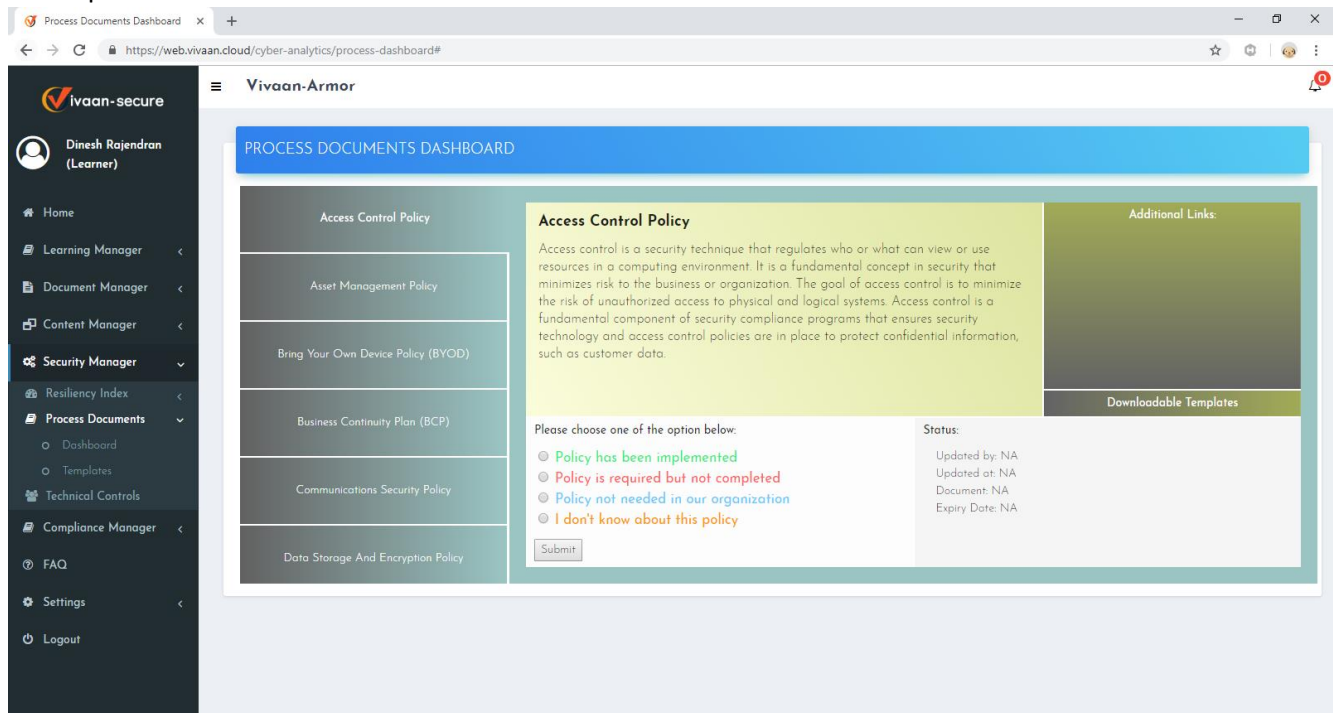 Process Documents Dashboard
https://web.vivaan.cloud/cyber-analytics/process-dashboard#
ivaan-secure
Vivaan-Armor
0
Dinesh Rajendran
(Learner)
Home
Learning Manager
Document Manager
Content Manager
Security Manager
Resiliency Index
Process Documents
Dashboard
Templates
Technical Controls
Compliance Manager
FAQ
Settings
Logout
PROCESS DOCUMENTS DASHBOARD
Access Control Policy
Asset Management Policy
Bring Your Own Device Policy (BYOD)
Business Continuity Plan (BCP)
Communications Security Policy
Data Storage And Encryption Policy
Access Control Policy
Access control is a security technique that regulates who or what can view or use
resources in a computing environment. It is a fundamental concept in security that
minimizes risk to the business or organization. The goal of access control is to minimize
the risk of unauthorized access to physical and logical systems. Access control is a
fundamental component of security compliance programs that ensures security
technology and access control policies are in place to protect confidential information,
such as customer data.
Additional Links:
Downloadable Templates
Please choose one of the option below:
Policy has been implemented
Policy is required but not completed
Policy not needed in our organization
I don't know about this policy
Submit
Status:
Updated by: NA
Updated at: NA
Document: NA
Expiry Date: NA